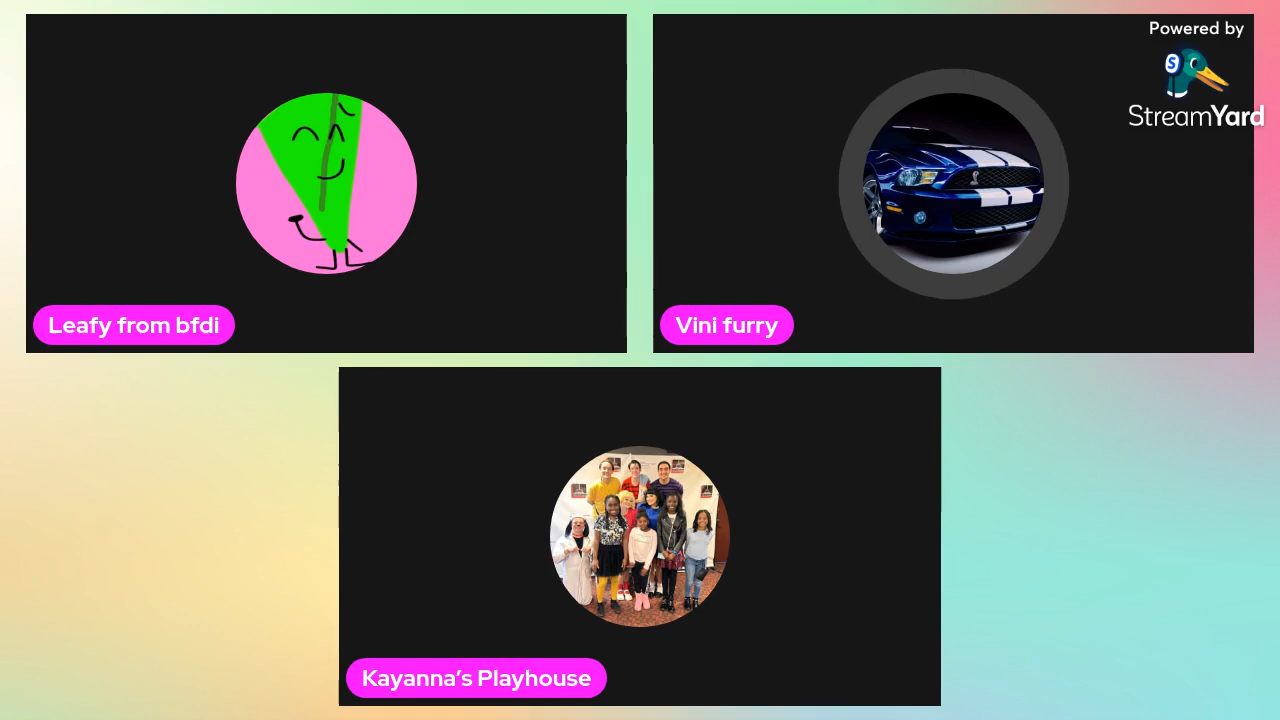 Powered by
S
StreamYard
Leafy from bfdi
Vini furry
Kayanna's Playhouse